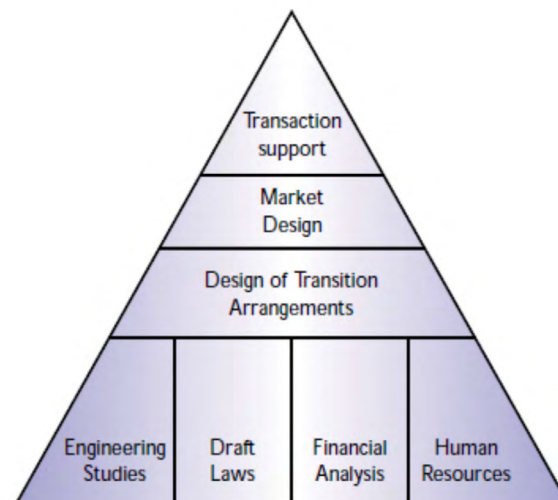 Transaction
support
Market
Design
Design of Transition
Arrangements
Engineering
Studies
Draft
Laws
Financial
Analysis
Human
Resources